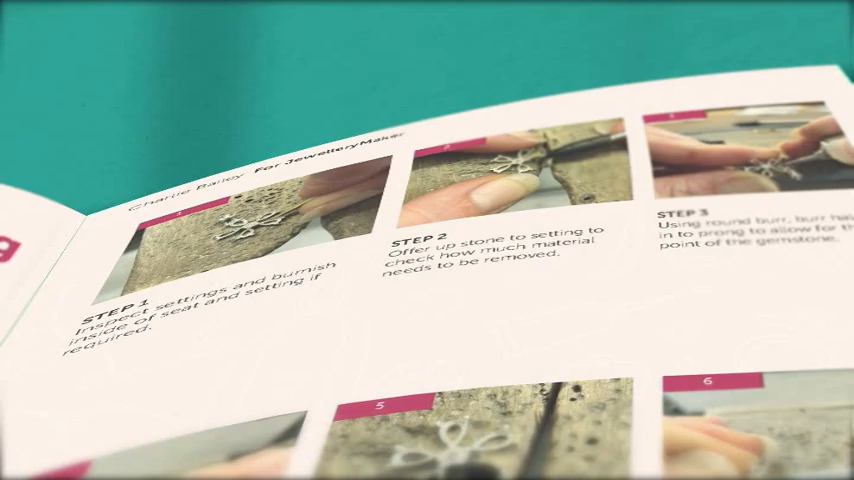 Charlie Bailey For JewelleryMaker
1
2
STEP 1
Inspect settings and burnish
inside of seat and setting if
required.
STEP 2
Offer up stone to setting to
check how much material
needs to be removed.
STEP 3
Using round burr, burr
in to prong to allow for
point of the gemstone.
5
6